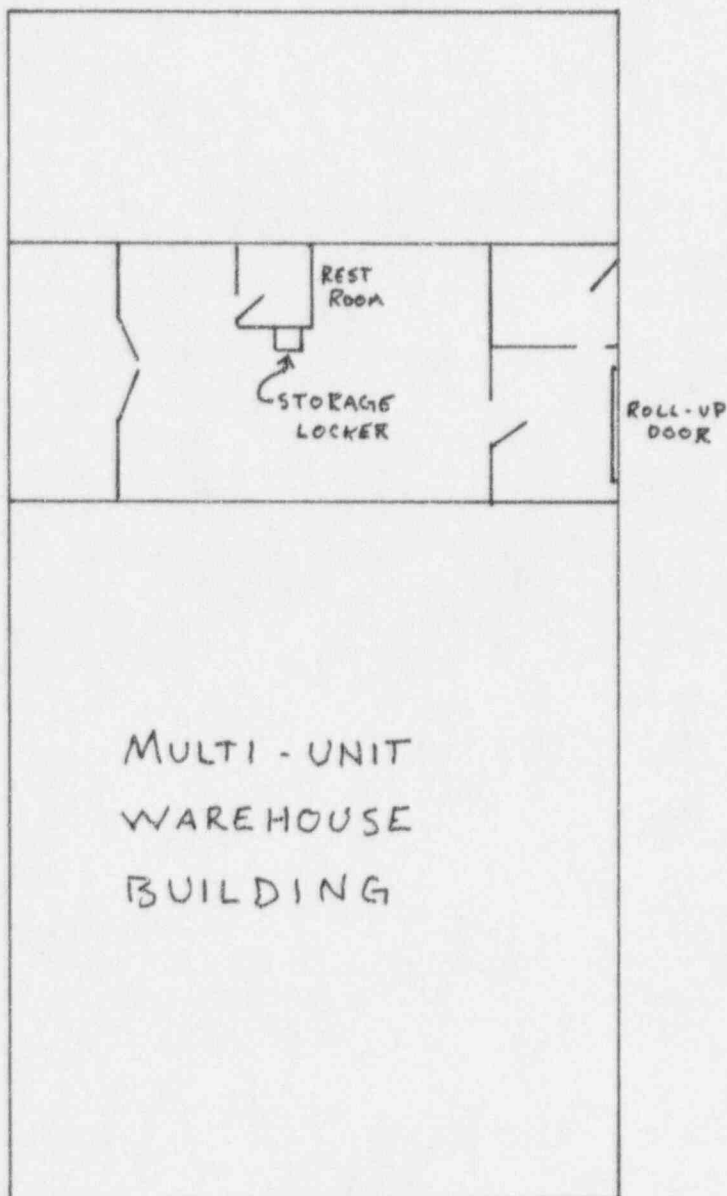 REST
ROOM
STORAGE
LOCKER
ROLL-UP
DOOR
MULTI-UNIT
WAREHOUSE
BUILDING